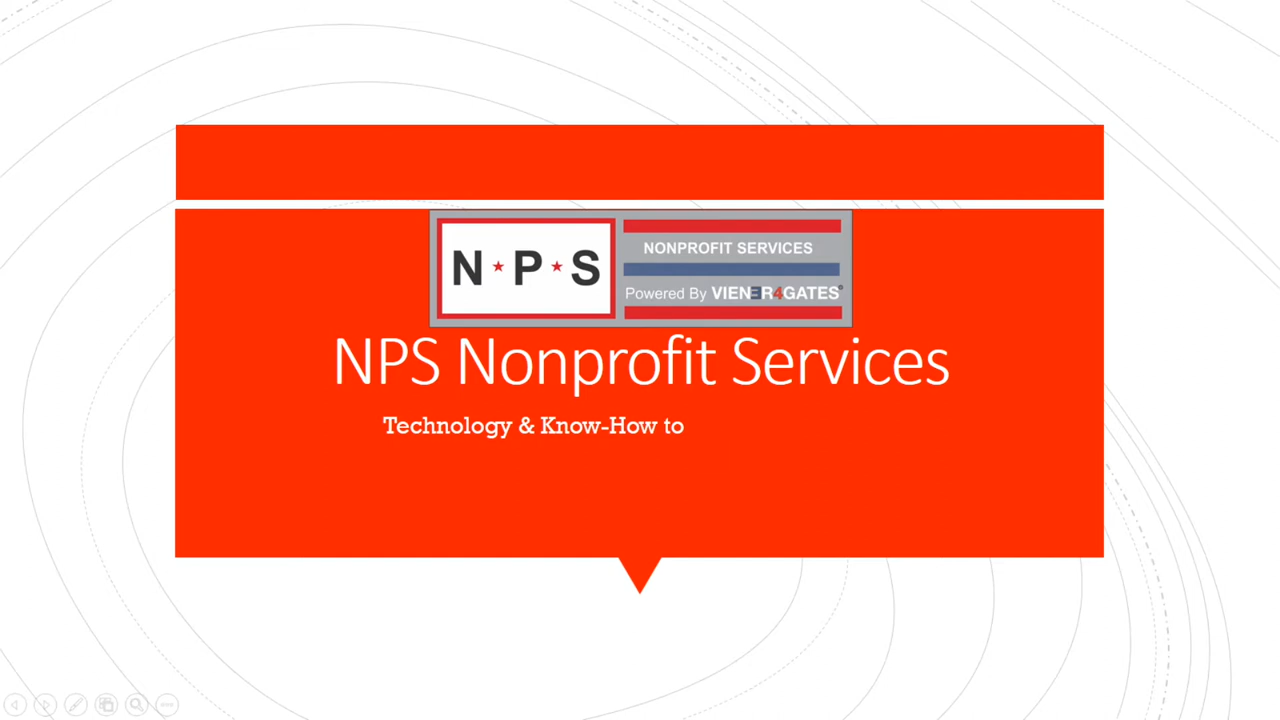 N★P★S
NONPROFIT SERVICES
Powered By VIENER4GATES
NPS Nonprofit Services
Technology & Know-How to